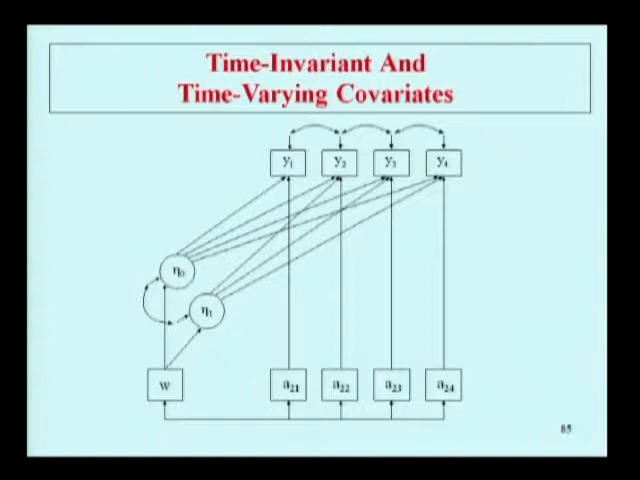 Time-Invariant And
Time-Varying Covariates
y₁ y₂ y₃ y₄
η₀
η₁
w a₂₁ a₂₂ a₂₃ a₂₄
85